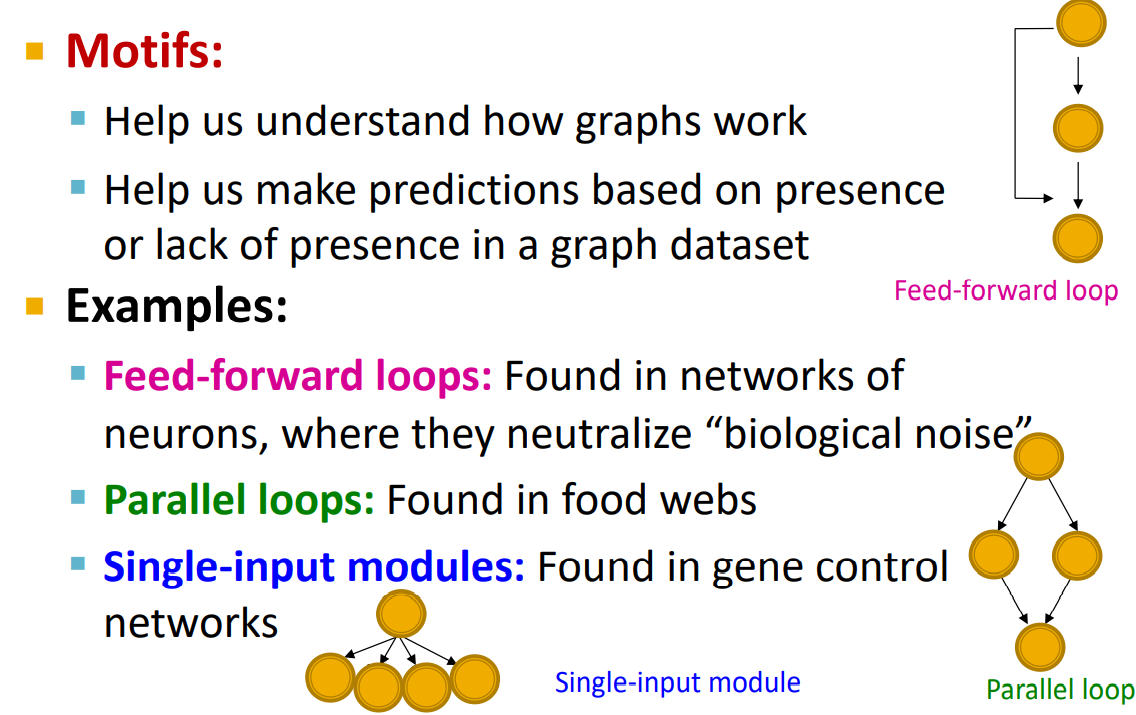 Motifs:
Help us understand how graphs work
Help us make predictions based on presence
or lack of presence in a graph dataset
Feed-forward loop
Examples:
Feed-forward loops: Found in networks of
neurons, where they neutralize “biological noise”
Parallel loops: Found in food webs
Single-input modules: Found in gene control
networks
Single-input module
Parallel loop